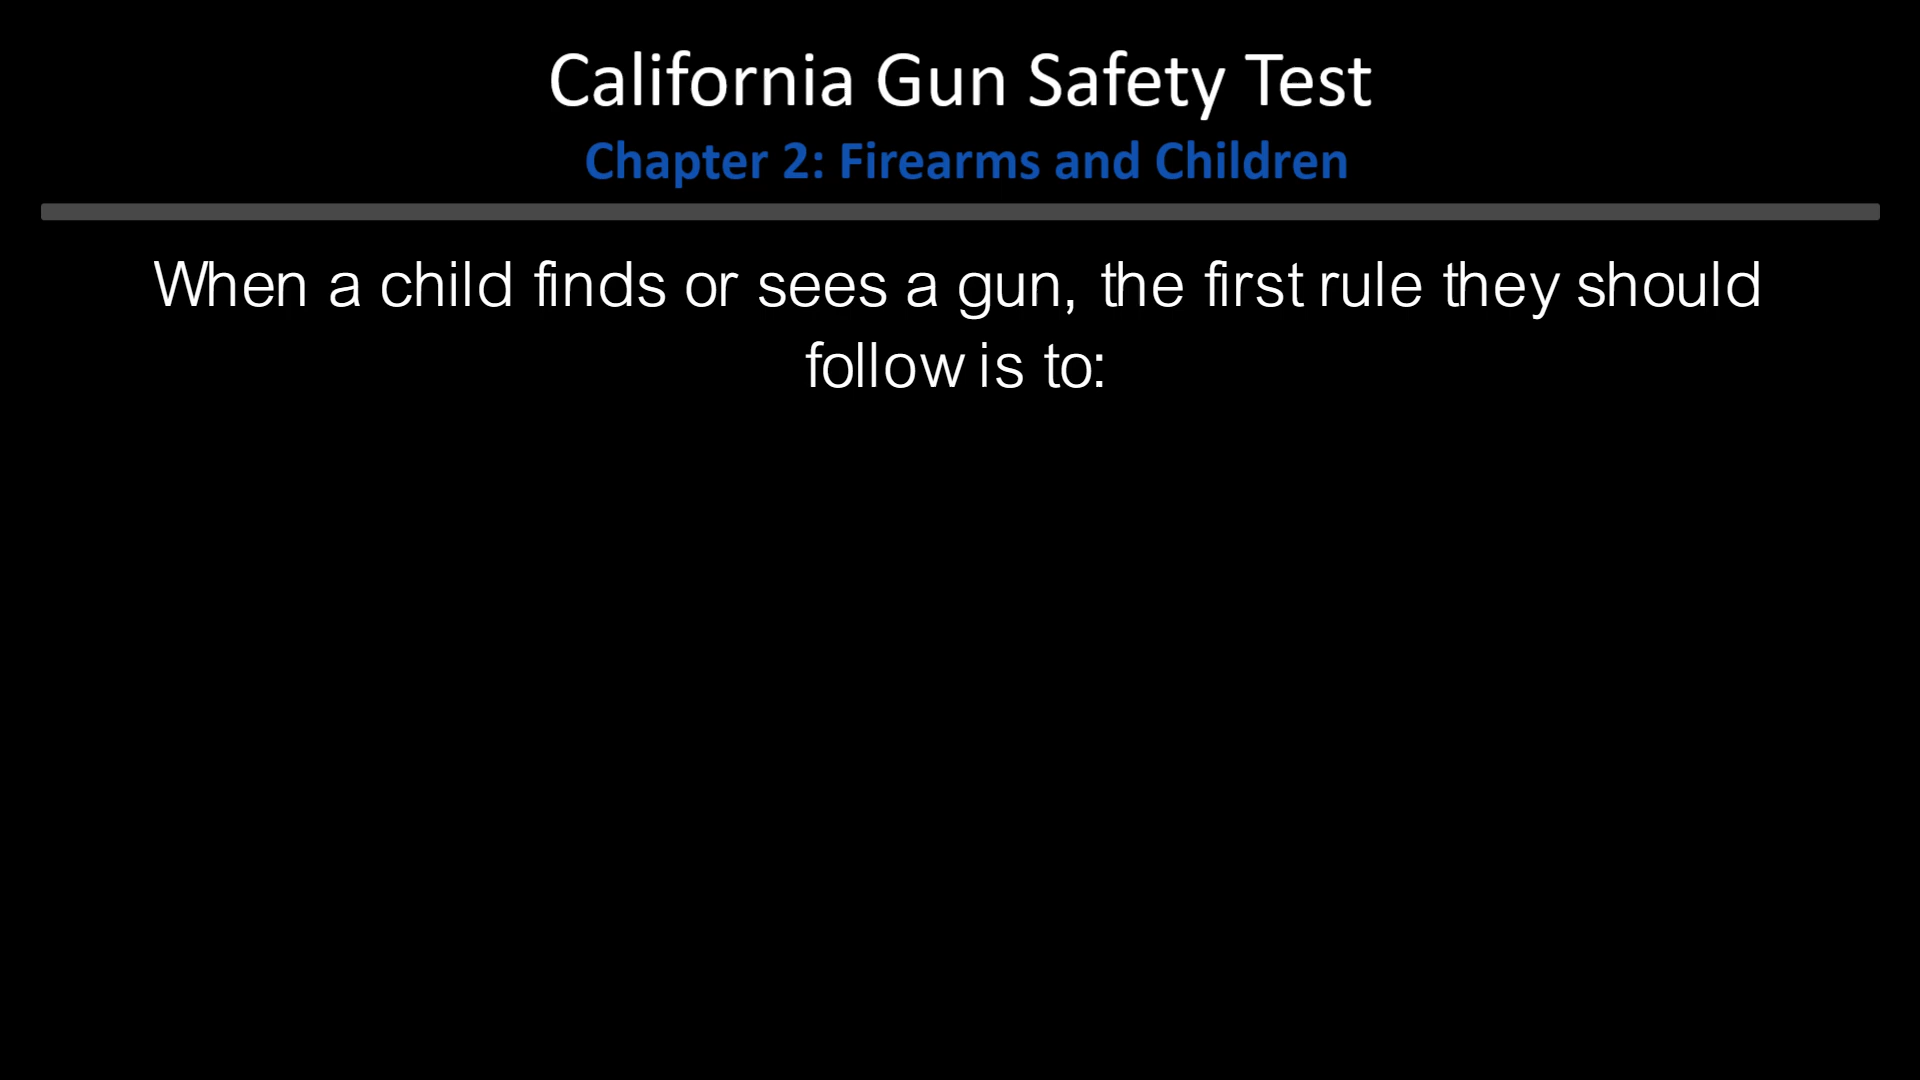 California Gun Safety Test
Chapter 2: Firearms and Children
When a child finds or sees a gun, the first rule they should
follow is to: